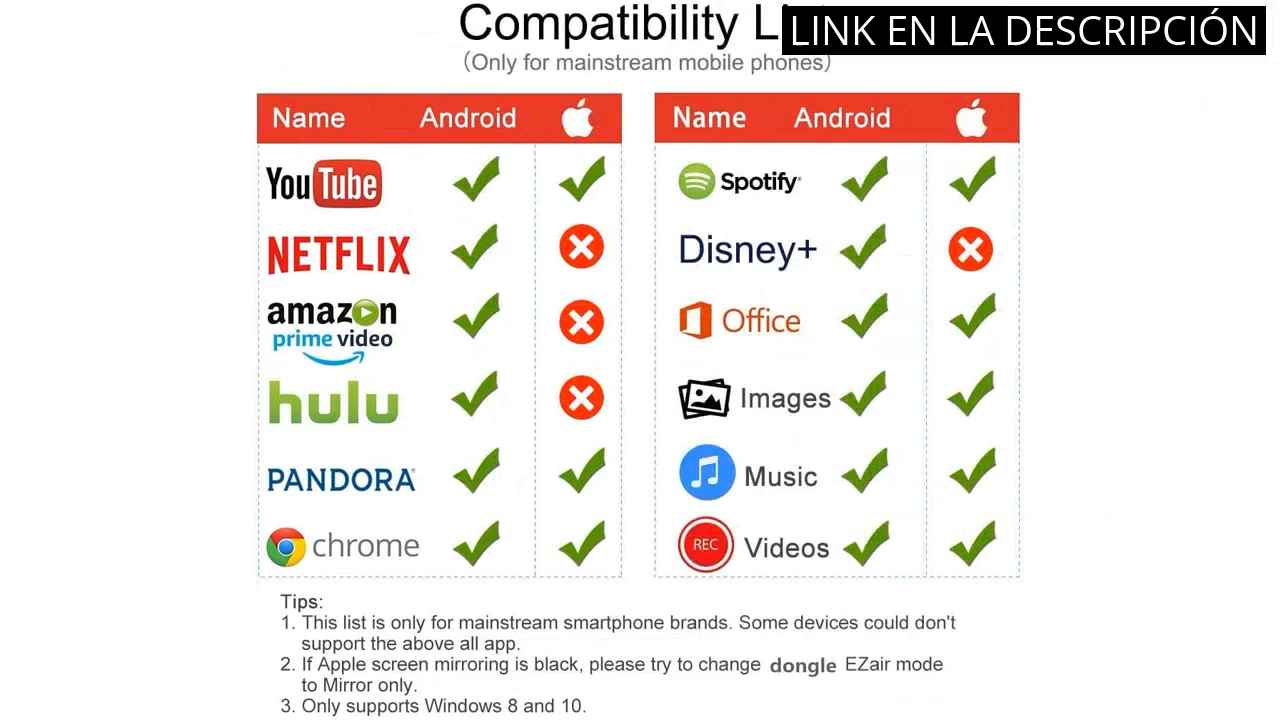 Compatibility L
LINK EN LA DESCRIPCIÓN
(Only for mainstream mobile phones)
Name Android
YouTube
NETFLIX
amazon
prime video
hulu
PANDORA
chrome
Name Android
Spotify
Disney+
Office
Images
Music
REC Videos
Tips:
1. This list is only for mainstream smartphone brands. Some devices could don't
support the above all app.
2. If Apple screen mirroring is black, please try to change dongle EZair mode
to Mirror only.
3. Only supports Windows 8 and 10.